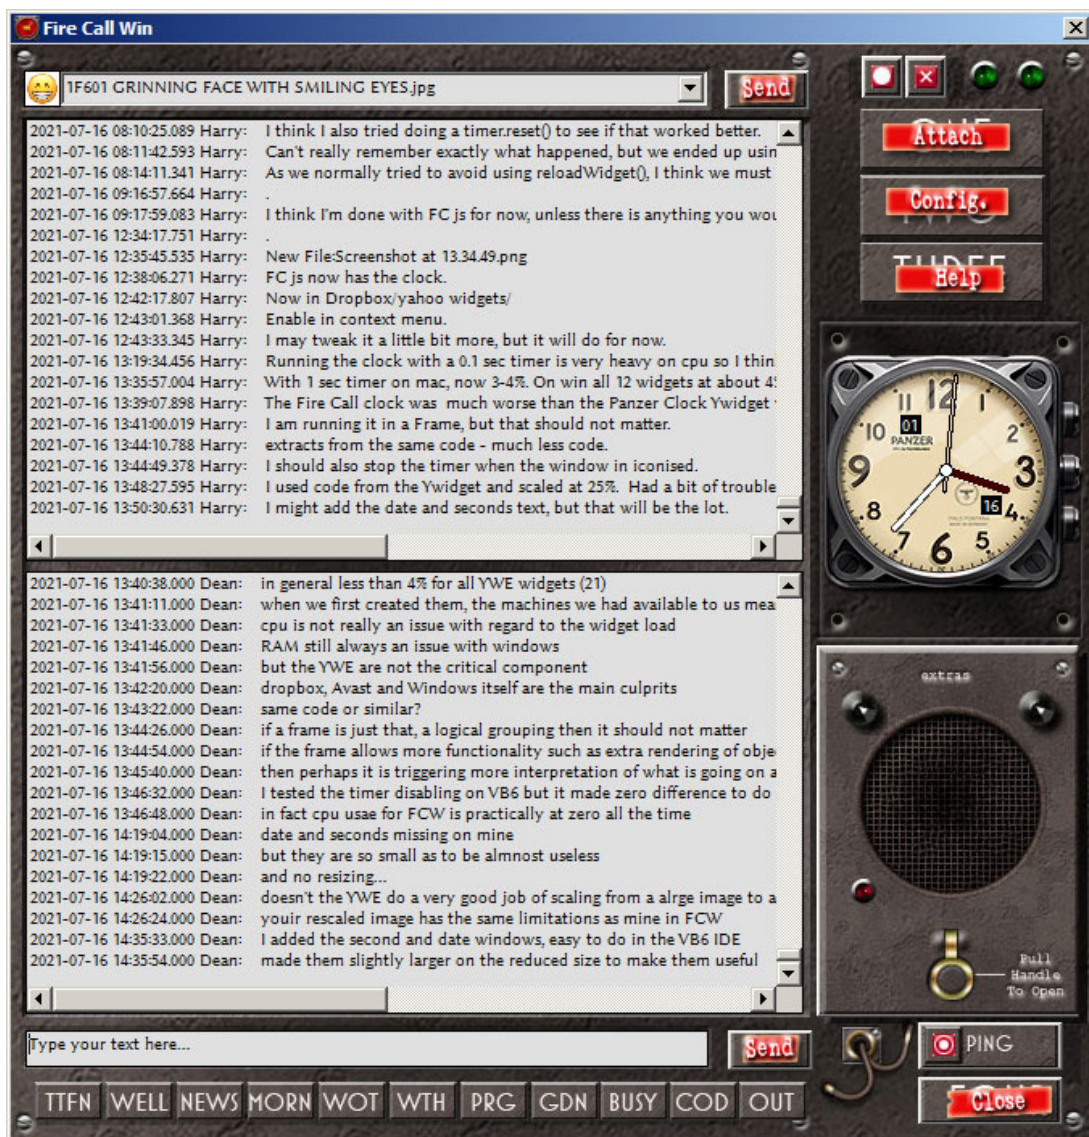 Fire Call Win
1F601 GRINNING FACE WITH SMILING EYES.jpg
Send
2021-07-16 08:10:25.089 Harry: I think I also tried doing a timer.reset() to see if that worked better.
2021-07-16 08:11:42.593 Harry: Can't really remember exactly what happened, but we ended up usin
2021-07-16 08:14:11.341 Harry: As we normally tried to avoid using reloadWidget(), I think we must
2021-07-16 09:16:57.664 Harry: .
2021-07-16 09:17:59.083 Harry: I think I'm done with FC js for now, unless there is anything you wou
2021-07-16 12:34:17.751 Harry: .
2021-07-16 12:35:45.535 Harry: New File:Screenshot at 13.34.49.png
2021-07-16 12:38:06.271 Harry: FC js now has the clock.
2021-07-16 12:42:17.807 Harry: Now in Dropbox/yahoo widgets/
2021-07-16 12:43:01.368 Harry: Enable in context menu.
2021-07-16 12:43:33.345 Harry: I may tweak it a little bit more, but it will do for now.
2021-07-16 13:19:34.456 Harry: Running the clock with a 0.1 sec timer is very heavy on cpu so I thin
2021-07-16 13:35:57.004 Harry: With 1 sec timer on mac, now 3-4%. On win all 12 widgets at about 4
2021-07-16 13:39:07.898 Harry: The Fire Call clock was much worse than the Panzer Clock Ywidget
2021-07-16 13:41:00.019 Harry: I am running it in a Frame, but that should not matter.
2021-07-16 13:44:10.788 Harry: extracts from the same code - much less code.
2021-07-16 13:44:49.378 Harry: I should also stop the timer when the window in iconised.
2021-07-16 13:48:27.595 Harry: I used code from the Ywidget and scaled at 25%. Had a bit of trouble
2021-07-16 13:50:30.631 Harry: I might add the date and seconds text, but that will be the lot.
2021-07-16 13:40:38.000 Dean: in general less than 4% for all YWE widgets (21)
2021-07-16 13:41:11.000 Dean: when we first created them, the machines we had available to us mea
2021-07-16 13:41:33.000 Dean: cpu is not really an issue with regard to the widget load
2021-07-16 13:41:46.000 Dean: RAM still always an issue with windows
2021-07-16 13:41:56.000 Dean: but the YWE are not the critical component
2021-07-16 13:42:20.000 Dean: dropbox, Avast and Windows itself are the main culprits
2021-07-16 13:43:22.000 Dean: same code or similar?
2021-07-16 13:44:26.000 Dean: if a frame is just that, a logical grouping then it should not matter
2021-07-16 13:44:54.000 Dean: if the frame allows more functionality such as extra rendering of obje
2021-07-16 13:45:40.000 Dean: then perhaps it is triggering more interpretation of what is going on a
2021-07-16 13:46:32.000 Dean: I tested the timer disabling on VB6 but it made zero difference to do
2021-07-16 13:46:48.000 Dean: in fact cpu usae for FCW is practically at zero all the time
2021-07-16 14:19:04.000 Dean: date and seconds missing on mine
2021-07-16 14:19:15.000 Dean: but they are so small as to be almnost useless
2021-07-16 14:19:22.000 Dean: and no resizing...
2021-07-16 14:26:02.000 Dean: doesn't the YWE do a very good job of scaling from a alrge image to a
2021-07-16 14:26:24.000 Dean: youir rescaled image has the same limitations as mine in FCW
2021-07-16 14:35:33.000 Dean: I added the second and date windows, easy to do in the VB6 IDE
2021-07-16 14:35:54.000 Dean: made them slightly larger on the reduced size to make them useful
Type your text here...
Send
TTFN WELL NEWS MORN WOT WTH PRG GDN BUSY COD OUT
Attach
Config.
THREE
Help
12
11 1
01
10 2
PANZER
9 3
16
8 4
7 5
6
extras
Pull
Handle
To Open
PING
Close